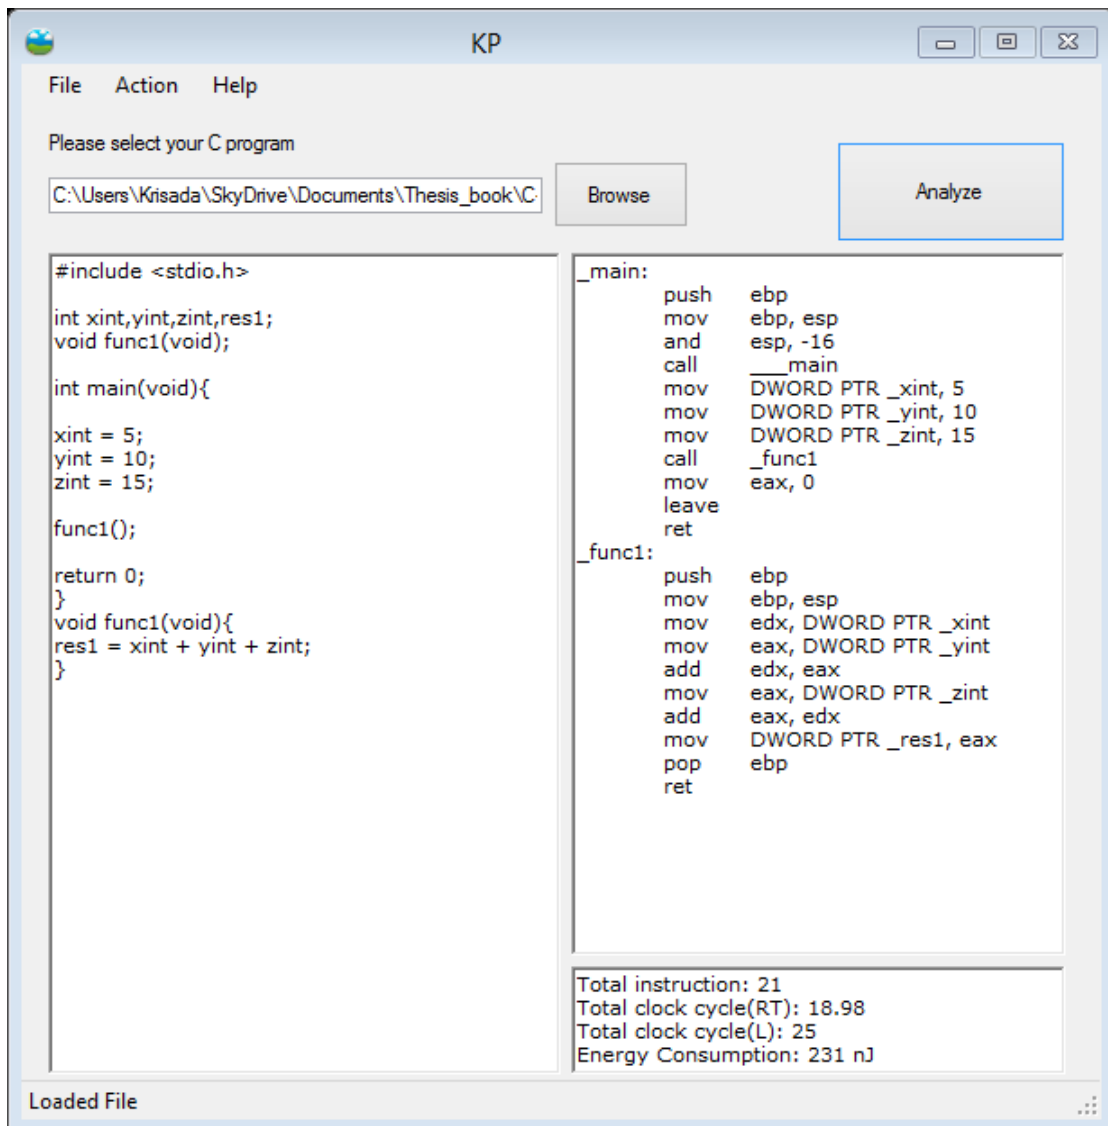 KP
File Action Help
Please select your C program
C:\Users\Krisada\SkyDrive\Documents\Thesis_book\C
Browse
Analyze
#include <stdio.h>
int xint,yint,zint,res1;
void func1(void);
int main(void){
xint = 5;
yint = 10;
zint = 15;
func1();
return 0;
}
void func1(void){
res1 = xint + yint + zint;
}
_main:
push ebp
mov ebp, esp
and esp, -16
call ___main
mov DWORD PTR _xint, 5
mov DWORD PTR _yint, 10
mov DWORD PTR _zint, 15
call _func1
mov eax, 0
leave
ret
_func1:
push ebp
mov ebp, esp
mov edx, DWORD PTR _xint
mov eax, DWORD PTR _yint
add edx, eax
mov eax, DWORD PTR _zint
add eax, edx
mov DWORD PTR _res1, eax
pop ebp
ret
Total instruction: 21
Total clock cycle(RT): 18.98
Total clock cycle(L): 25
Energy Consumption: 231 nJ
Loaded File